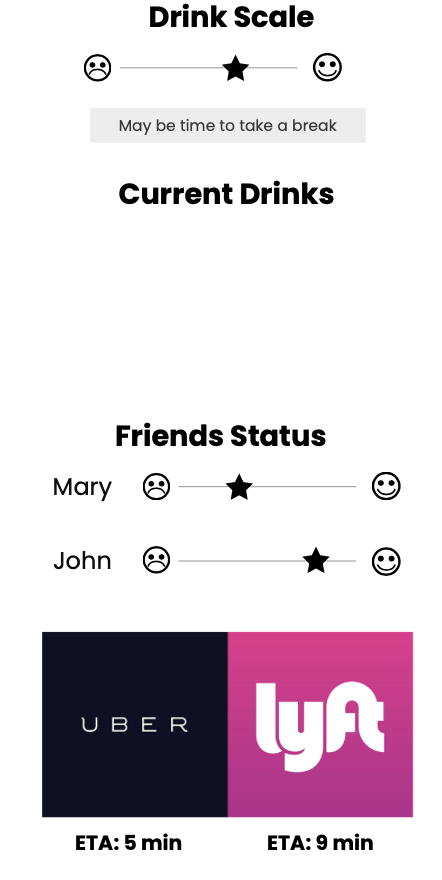 Drink Scale
May be time to take a break
Current Drinks
Friends Status
Mary
John
UBER
lyft
ETA: 5 min
ETA: 9 min